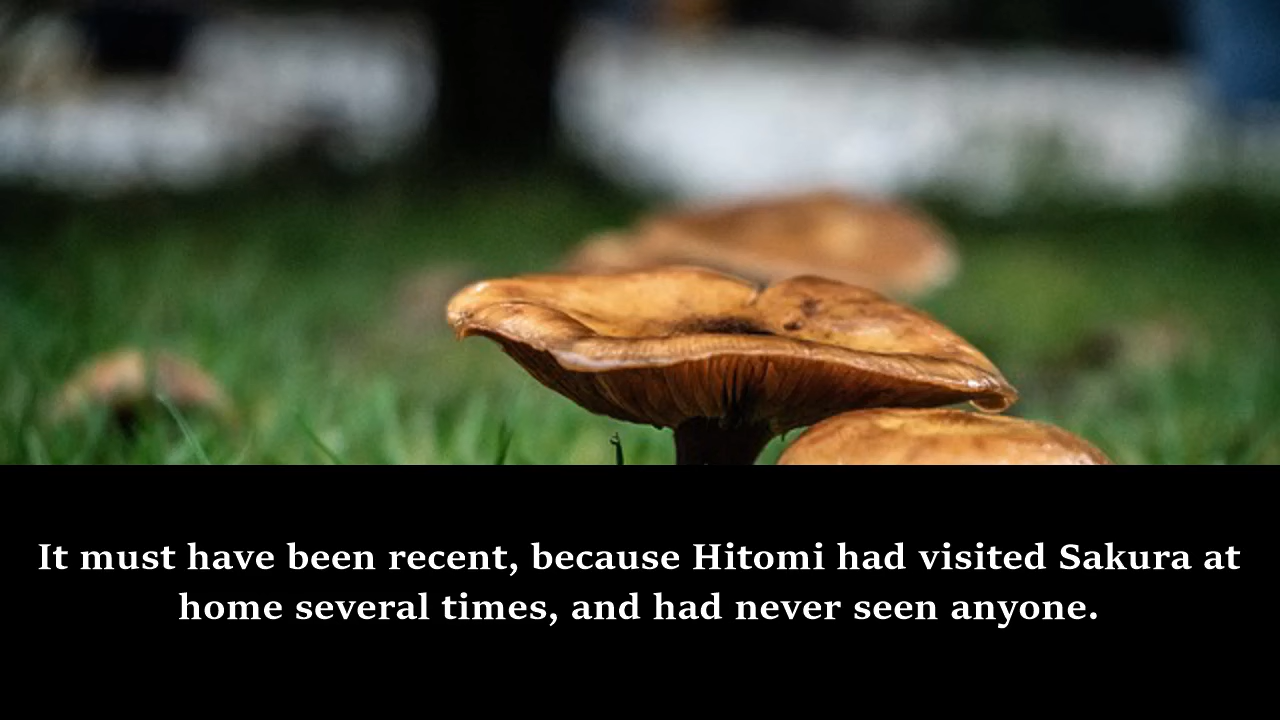 It must have been recent, because Hitomi had visited Sakura at
home several times, and had never seen anyone.